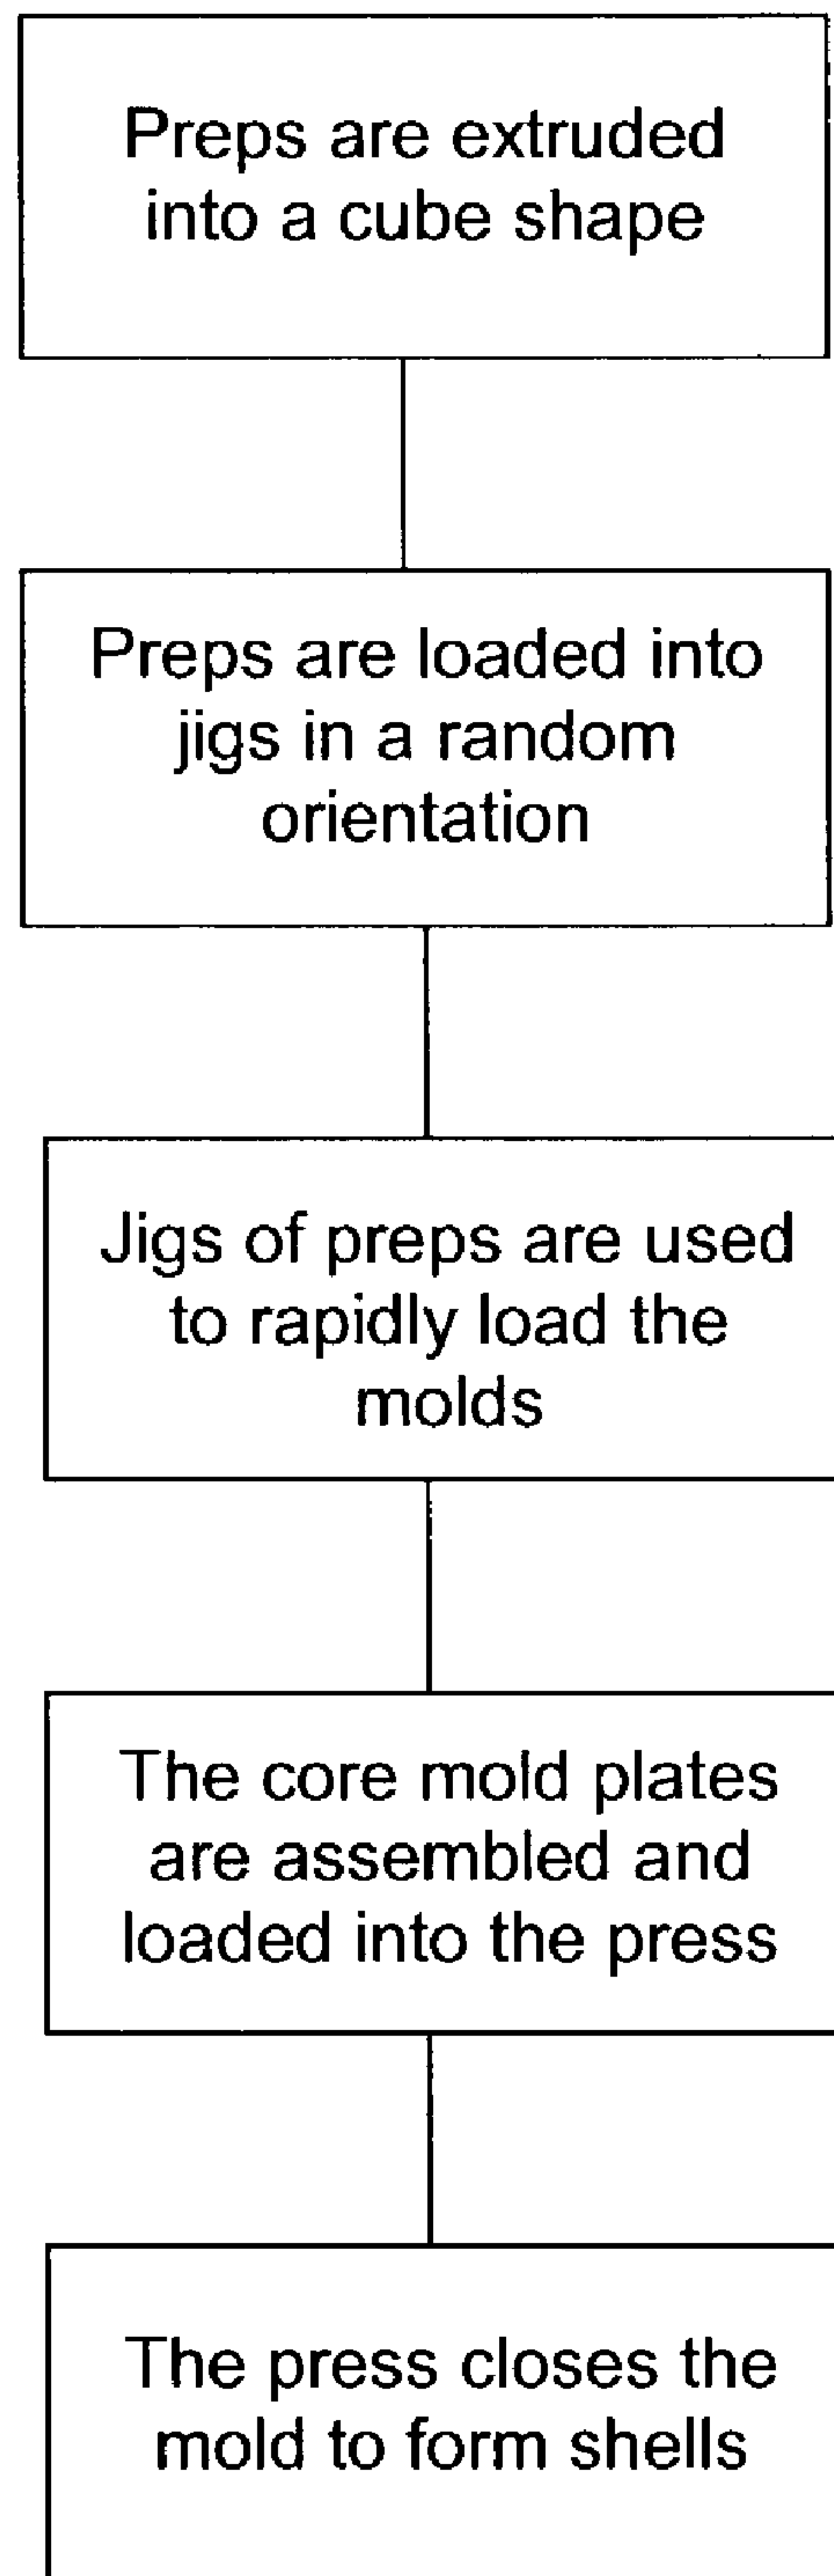 Preps are extruded
into a cube shape
Preps are loaded into
jigs in a random
orientation
Jigs of preps are used
to rapidly load the
molds
The core mold plates
are assembled and
loaded into the press
The press closes the
mold to form shells